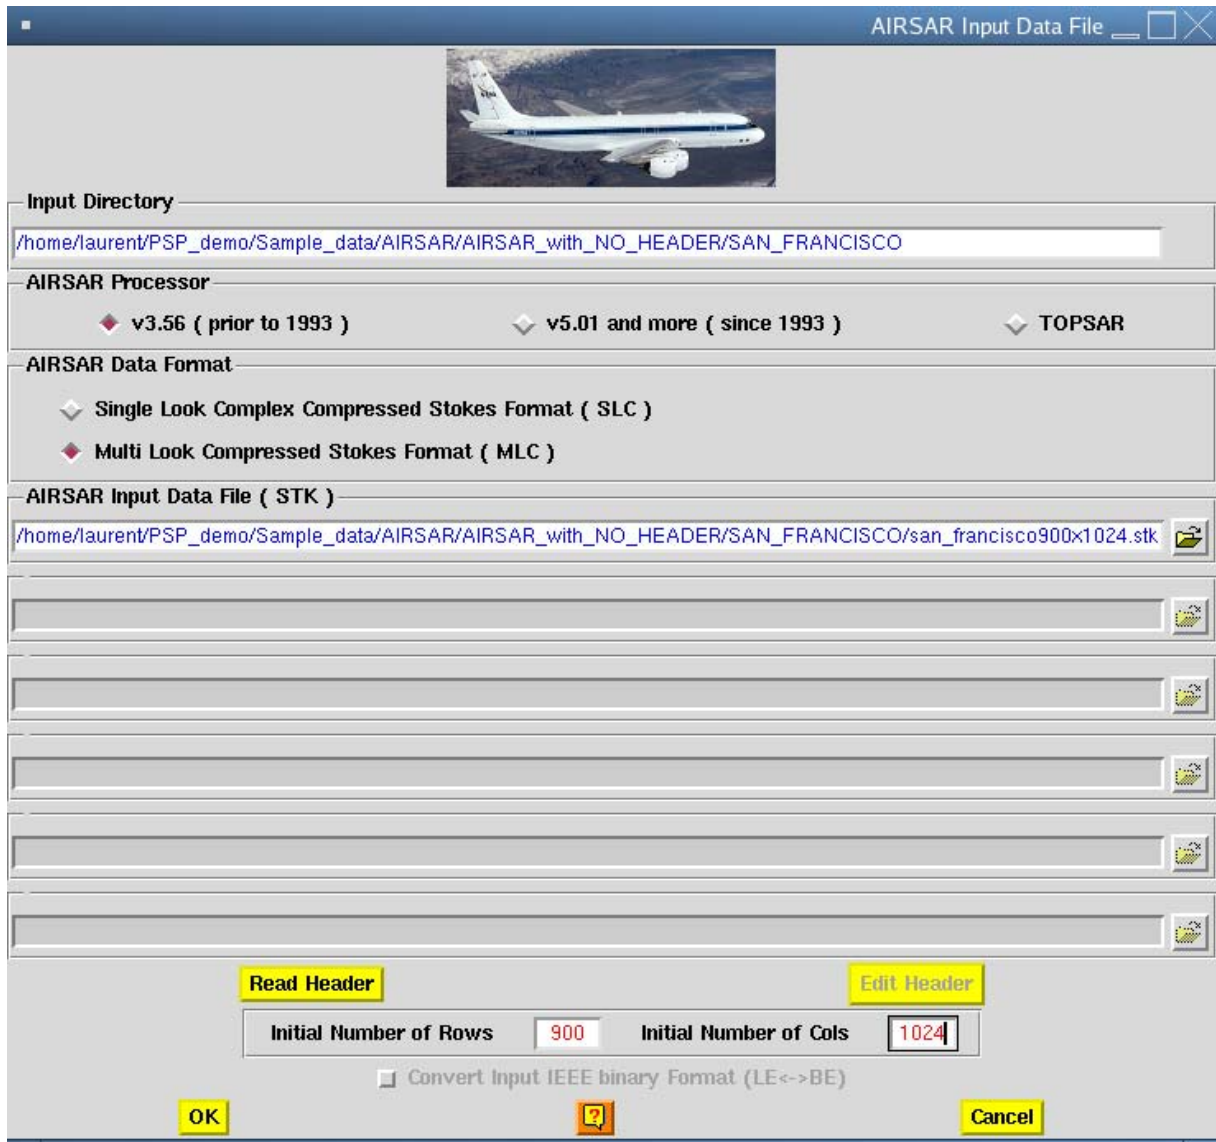 AIRSAR Input Data File
Input Directory
/home/laurent/PSP_demo/Sample_data/AIRSAR/AIRSAR_with_NO_HEADER/SAN_FRANCISCO
AIRSAR Processor
v3.56 ( prior to 1993 ) v5.01 and more ( since 1993 ) TOPSAR
AIRSAR Data Format
Single Look Complex Compressed Stokes Format ( SLC )
Multi Look Compressed Stokes Format ( MLC )
AIRSAR Input Data File ( STK )
/home/laurent/PSP_demo/Sample_data/AIRSAR/AIRSAR_with_NO_HEADER/SAN_FRANCISCO/san_francisco900x1024.stk
Read Header Edit Header
Initial Number of Rows 900 Initial Number of Cols 1024
Convert Input IEEE binary Format (LE<->BE)
OK ? Cancel